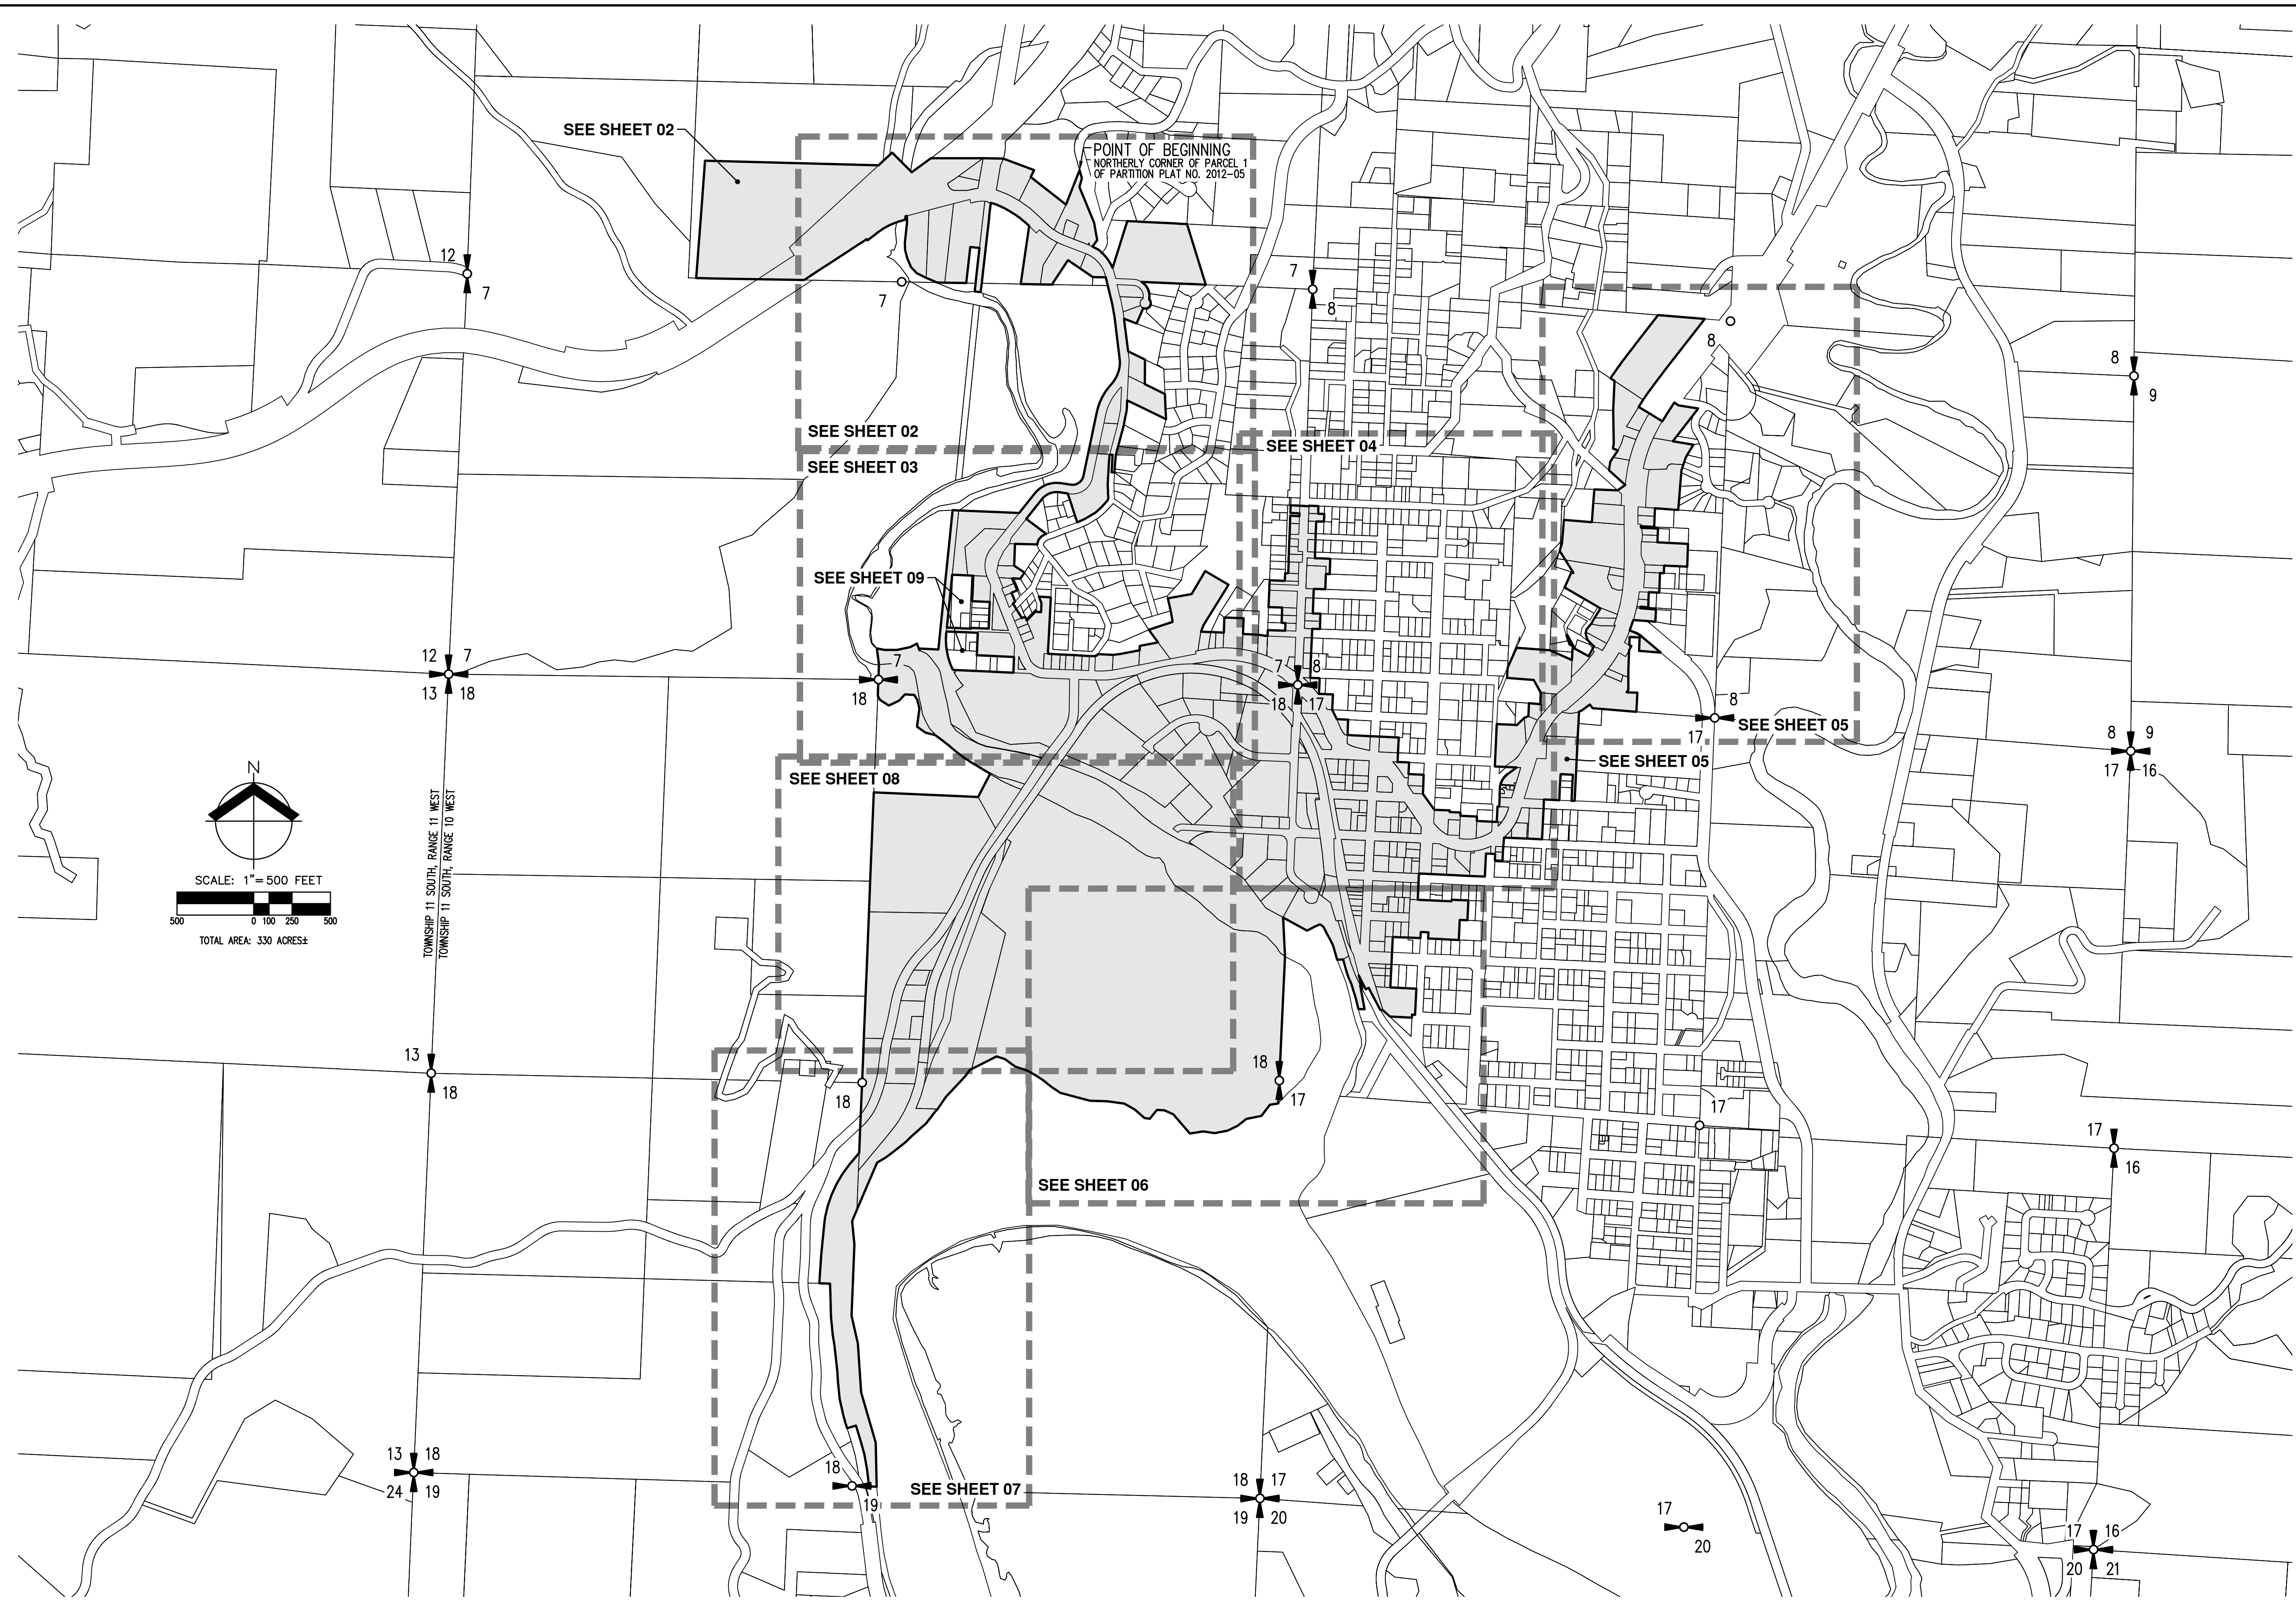 SEE SHEET 02
POINT OF BEGINNING
NORTHERLY CORNER OF PARCEL 1
OF PARTITION PLAT NO. 2012-05
12
7
7
7
8
8
8
9
SEE SHEET 02
SEE SHEET 03
SEE SHEET 04
SEE SHEET 09
12 7
13 18
7
18
7 8
18 17
8
17
SEE SHEET 05
SEE SHEET 05
8 9
17 16
SEE SHEET 08
N
SCALE: 1"=500 FEET
500 0 100 250 500
TOTAL AREA: 330 ACRES±
TOWNSHIP 11 SOUTH, RANGE 11 WEST
TOWNSHIP 11 SOUTH, RANGE 10 WEST
13
18
18
18
17
17
17
16
SEE SHEET 06
13 18
24 19
18
19
SEE SHEET 07
18 17
19 20
17
20
17 16
20 21